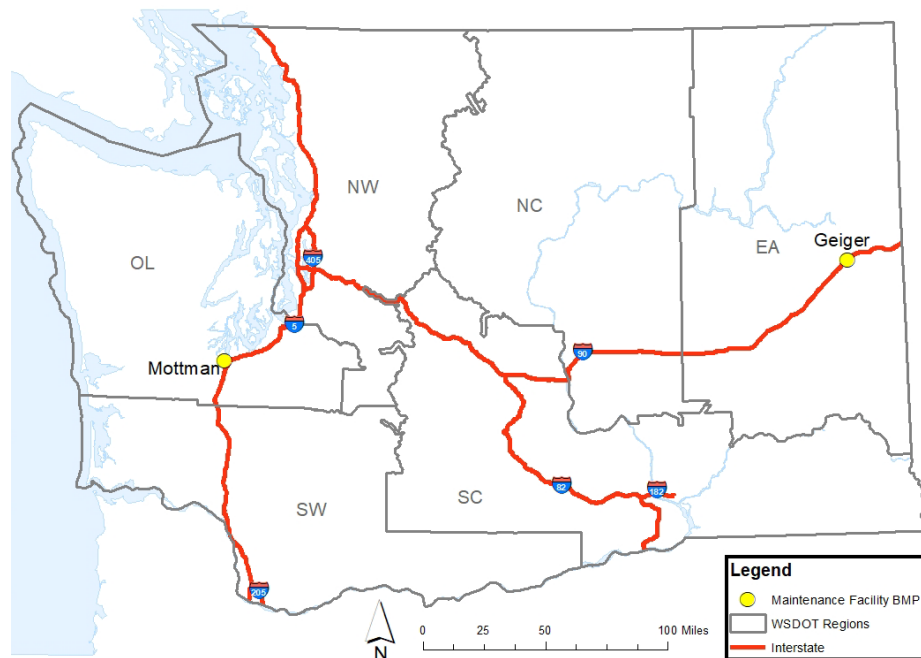 NW
NC
EA
Geiger
OL
405
5
90
Mottman
SC
82
182
SW
205
N
0 25 50 100 Miles
Legend
Maintenance Facility BMP
WSDOT Regions
Interstate